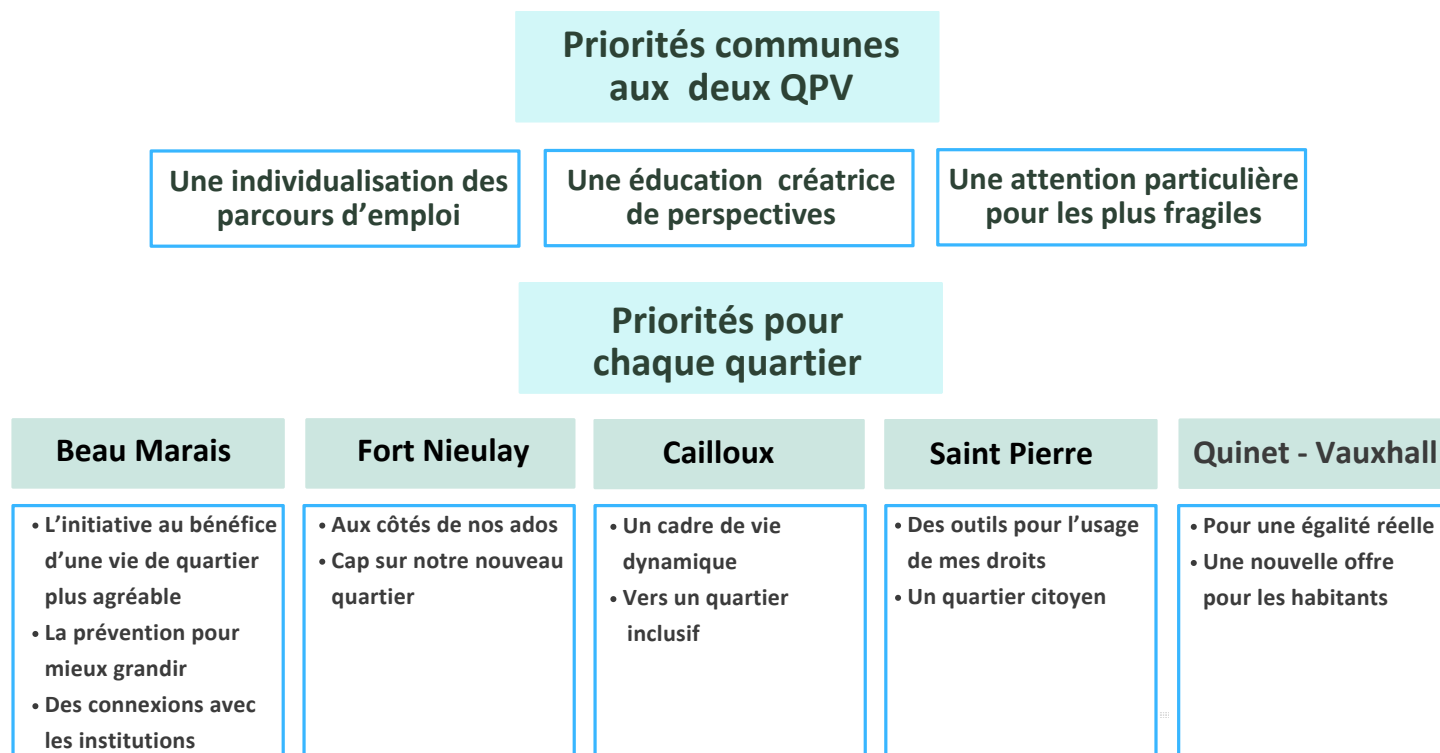 Priorités communes
aux deux QPV
Une individualisation des
parcours d’emploi
Une éducation créatrice
de perspectives
Une attention particulière
pour les plus fragiles
Priorités pour
chaque quartier
Beau Marais
• L’initiative au bénéfice
d’une vie de quartier
plus agréable
• La prévention pour
mieux grandir
• Des connexions avec
les institutions
Fort Nieulay
• Aux côtés de nos ados
• Cap sur notre nouveau
quartier
Cailloux
• Un cadre de vie
dynamique
• Vers un quartier
inclusif
Saint Pierre
• Des outils pour l’usage
de mes droits
• Un quartier citoyen
Quinet - Vauxhall
• Pour une égalité réelle
• Une nouvelle offre
pour les habitants